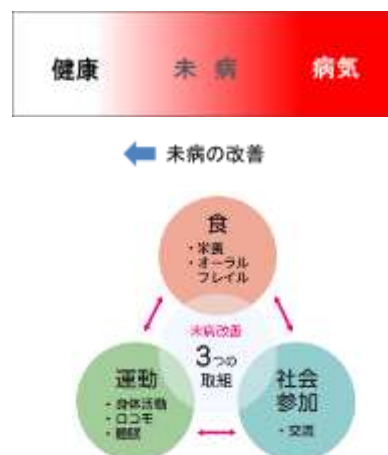 健康 未病 病気
未病の改善
食
・栄養
・オーラル
フレイル
未病改善
3つの
取組
運動
・身体活動
・ロコモ
・睡眠
社会
参加
・交流